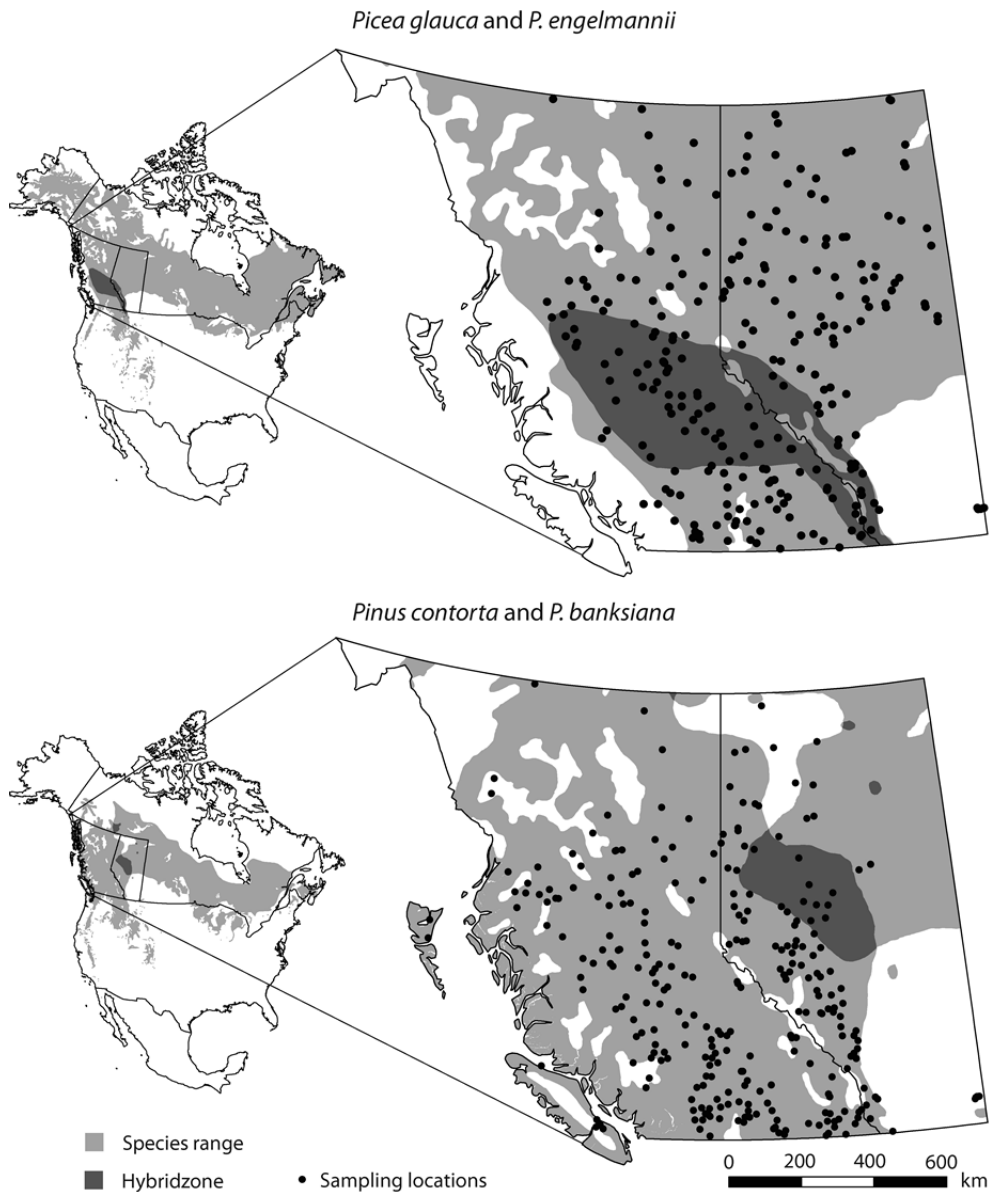 Picea glauca and P. engelmannii
Pinus contorta and P. banksiana
Species range
Hybridzone
Sampling locations
0 200 400 600 km